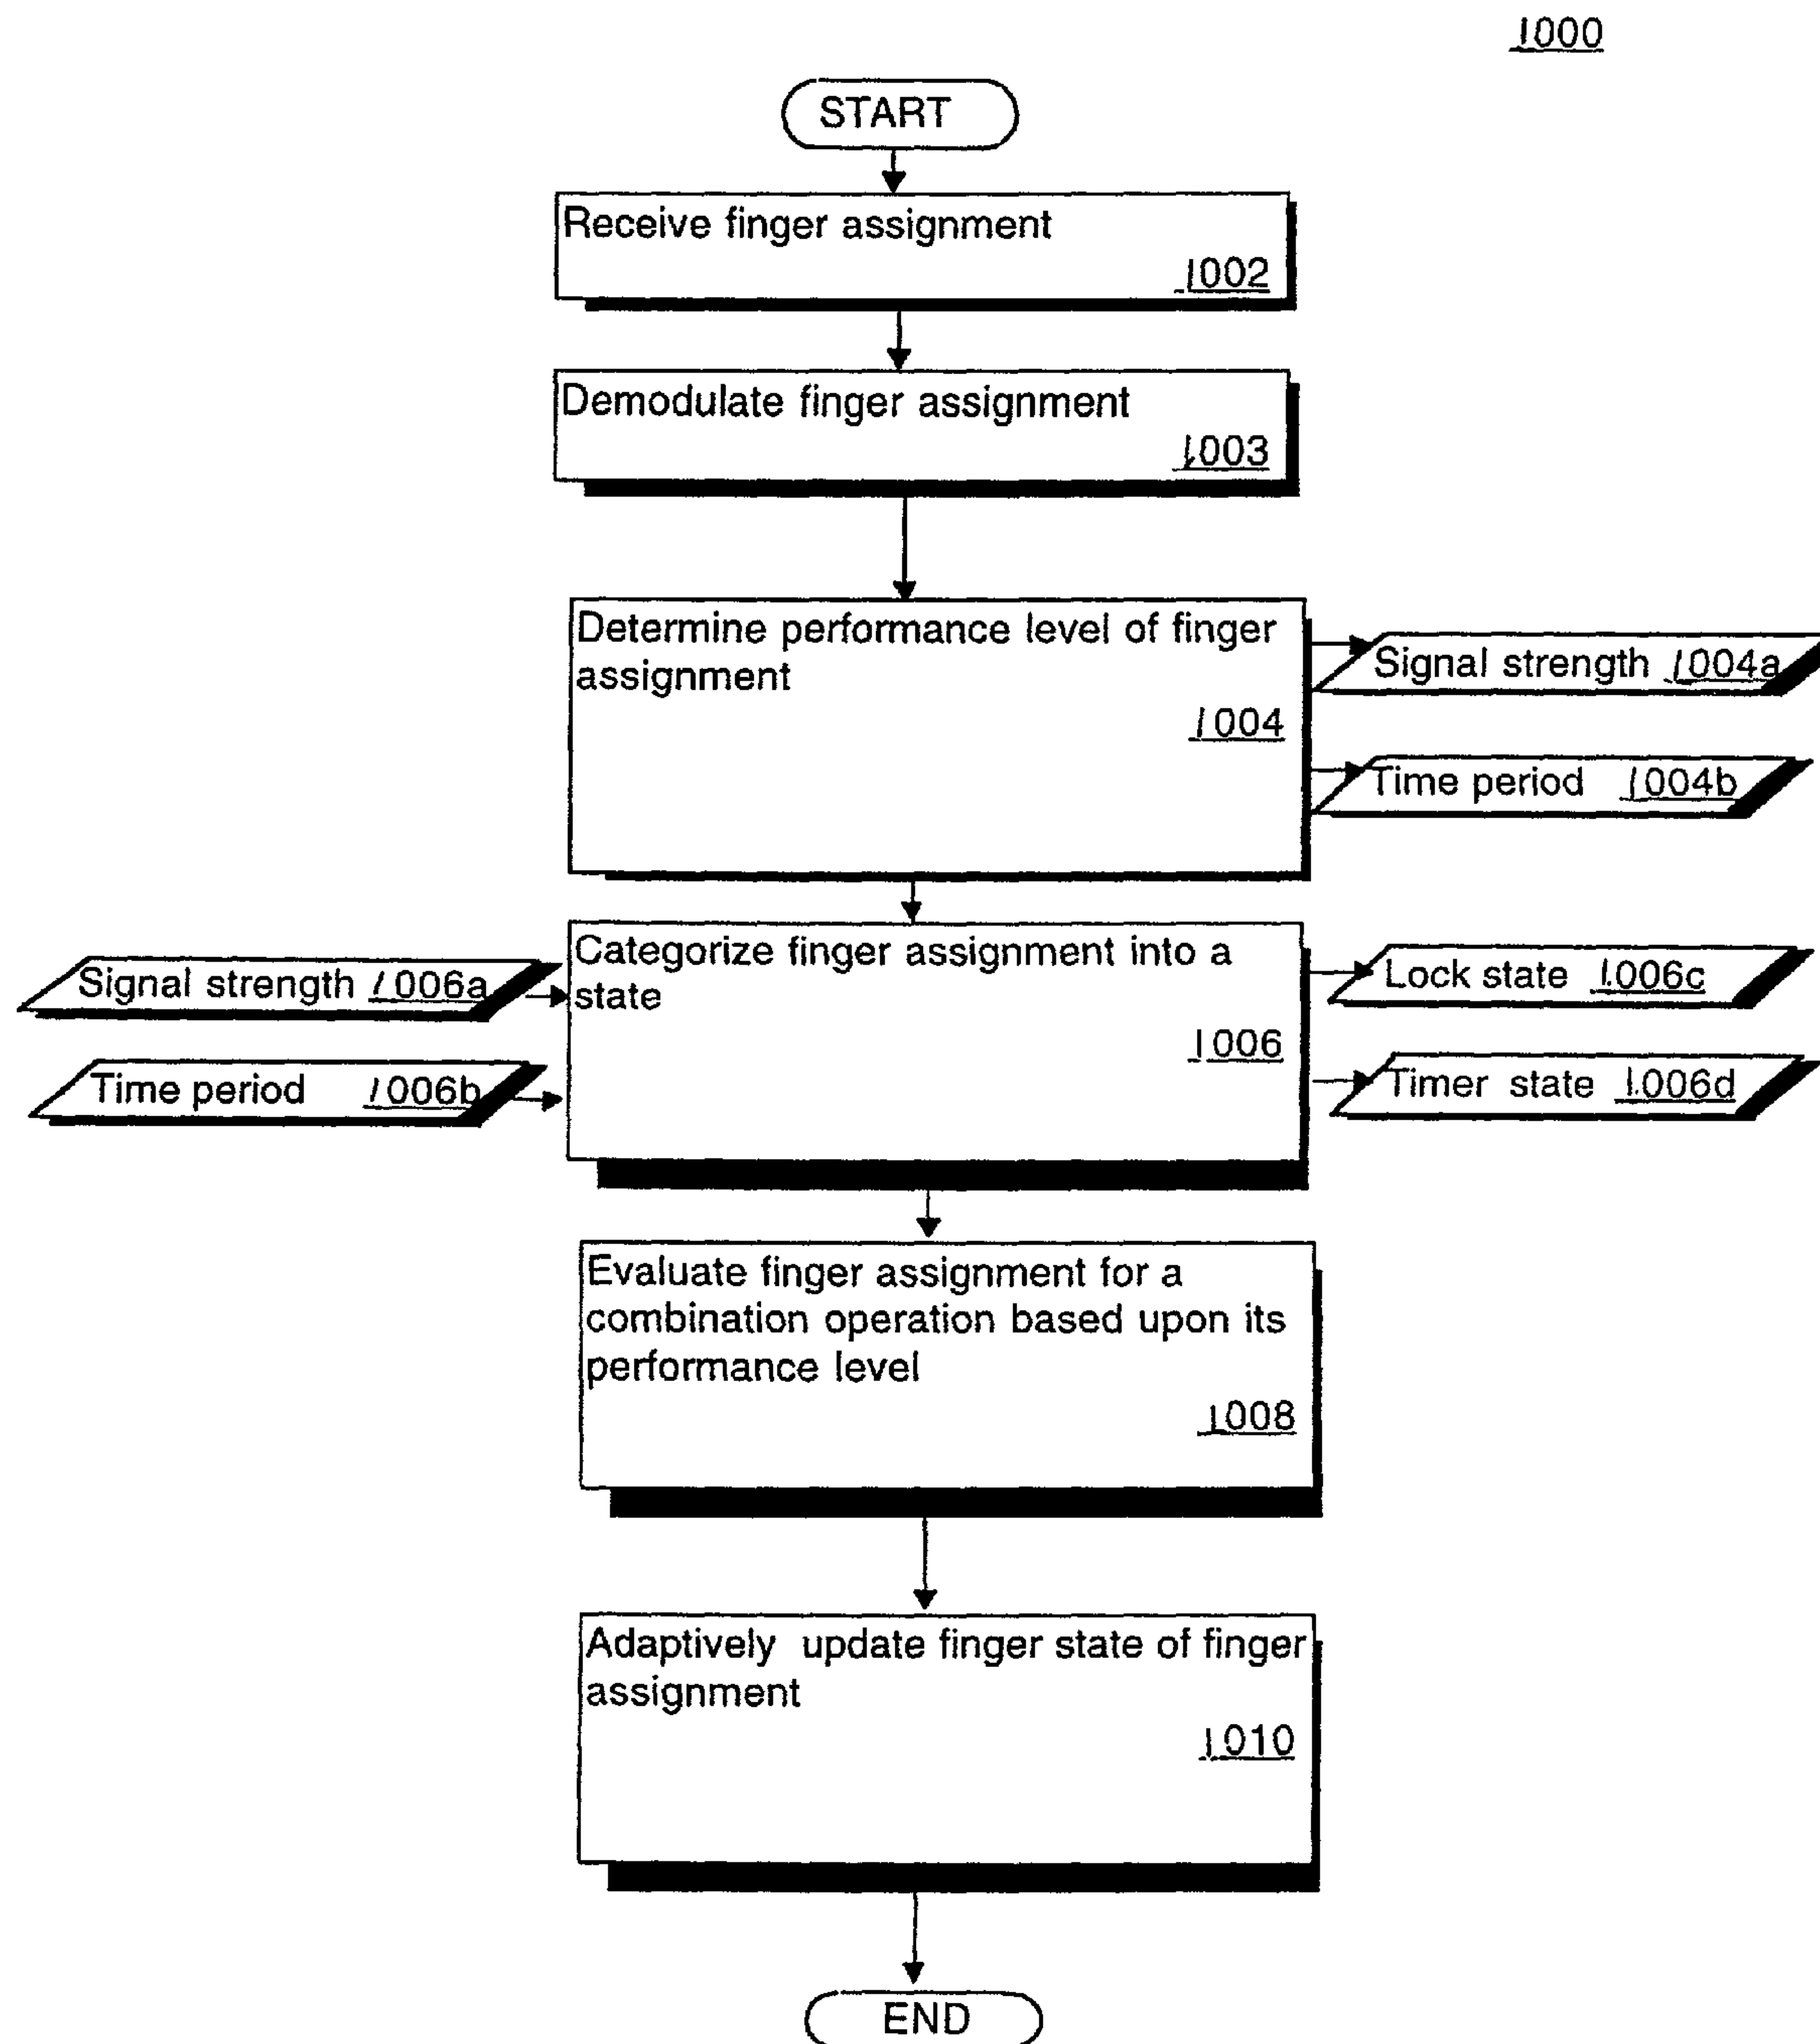 1000
START
Receive finger assignment
1002
Demodulate finger assignment
1003
Determine performance level of finger
assignment
1004
Signal strength 1004a
Time period 1004b
Categorize finger assignment into a
state
1006
Signal strength 1006a
Time period 1006b
Lock state 1006c
Timer state 1006d
Evaluate finger assignment for a
combination operation based upon its
performance level
1008
Adaptively update finger state of finger
assignment
1010
END